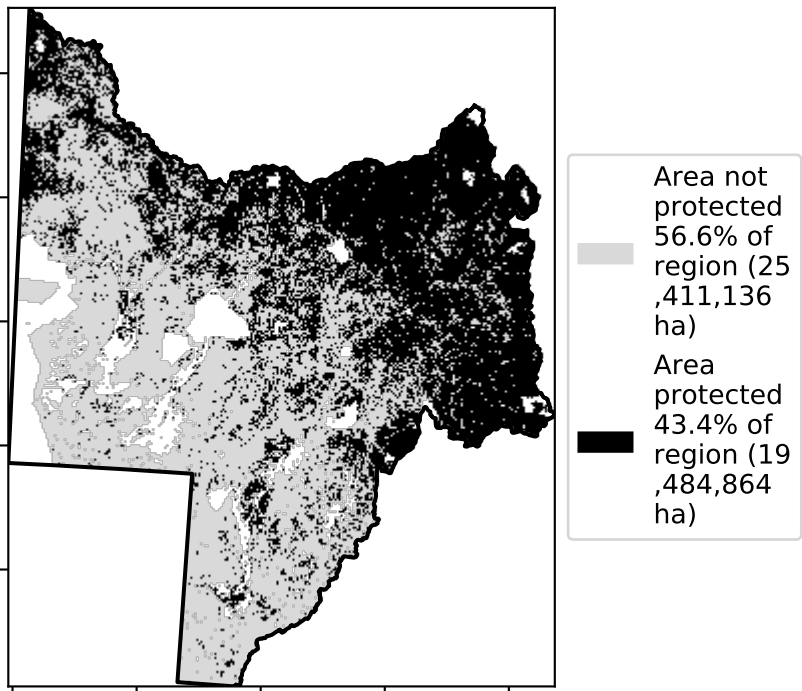 Area not
protected
56.6% of
region (25
,411,136
ha)
Area
protected
43.4% of
region (19
,484,864
ha)